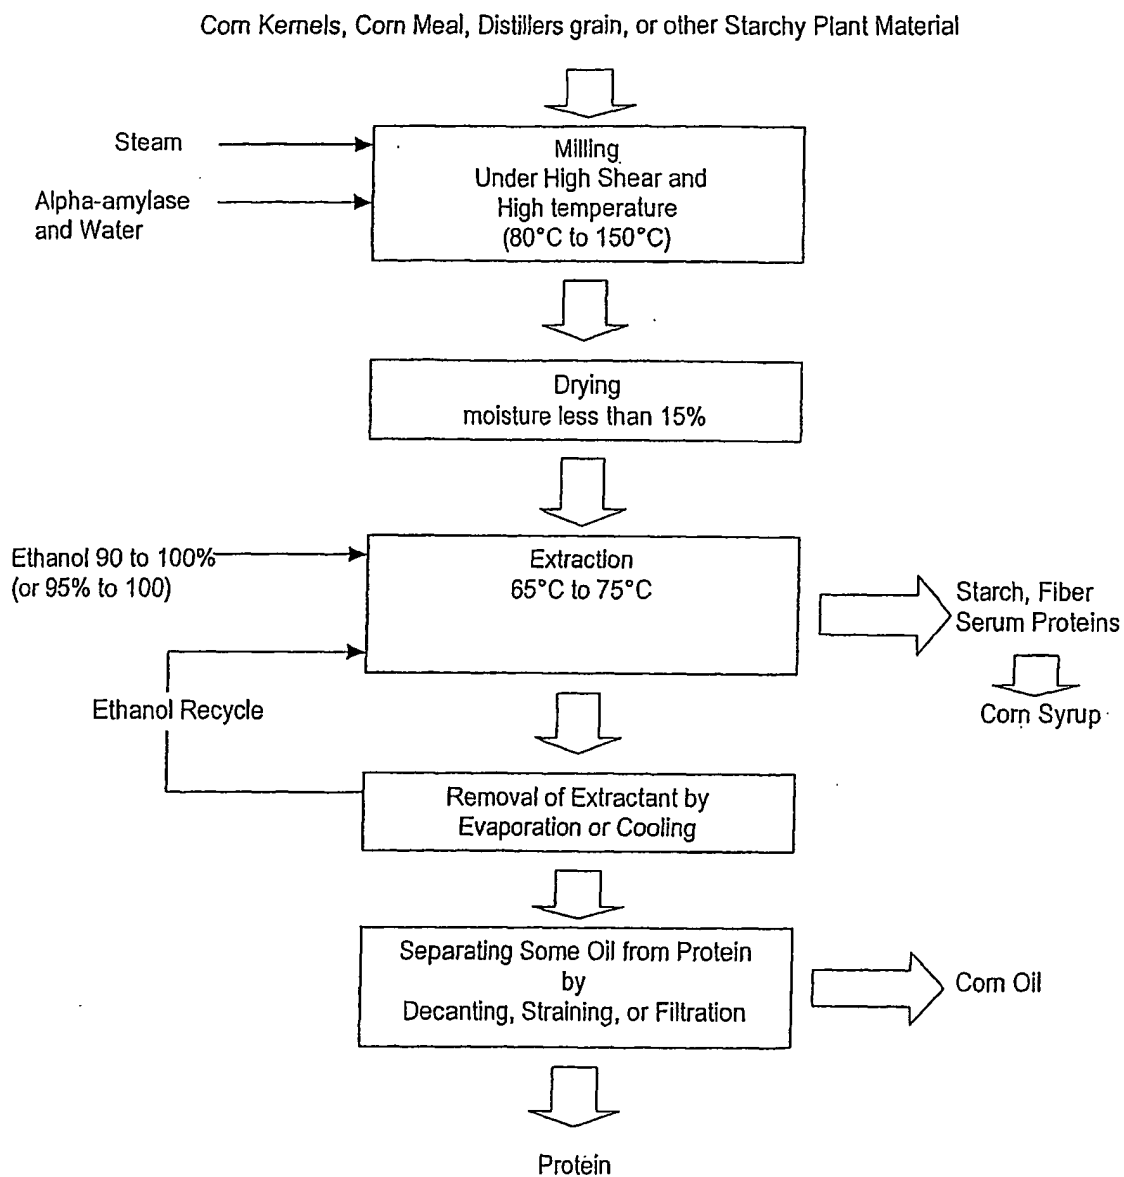 Corn Kernels, Corn Meal, Distillers grain, or other Starchy Plant Material
Steam
Alpha-amylase
and Water
Milling
Under High Shear and
High temperature
(80°C to 150°C)
Drying
moisture less than 15%
Ethanol 90 to 100%
(or 95% to 100)
Extraction
65°C to 75°C
Starch, Fiber
Serum Proteins
Corn Syrup
Ethanol Recycle
Removal of Extractant by
Evaporation or Cooling
Separating Some Oil from Protein
by
Decanting, Straining, or Filtration
Corn Oil
Protein